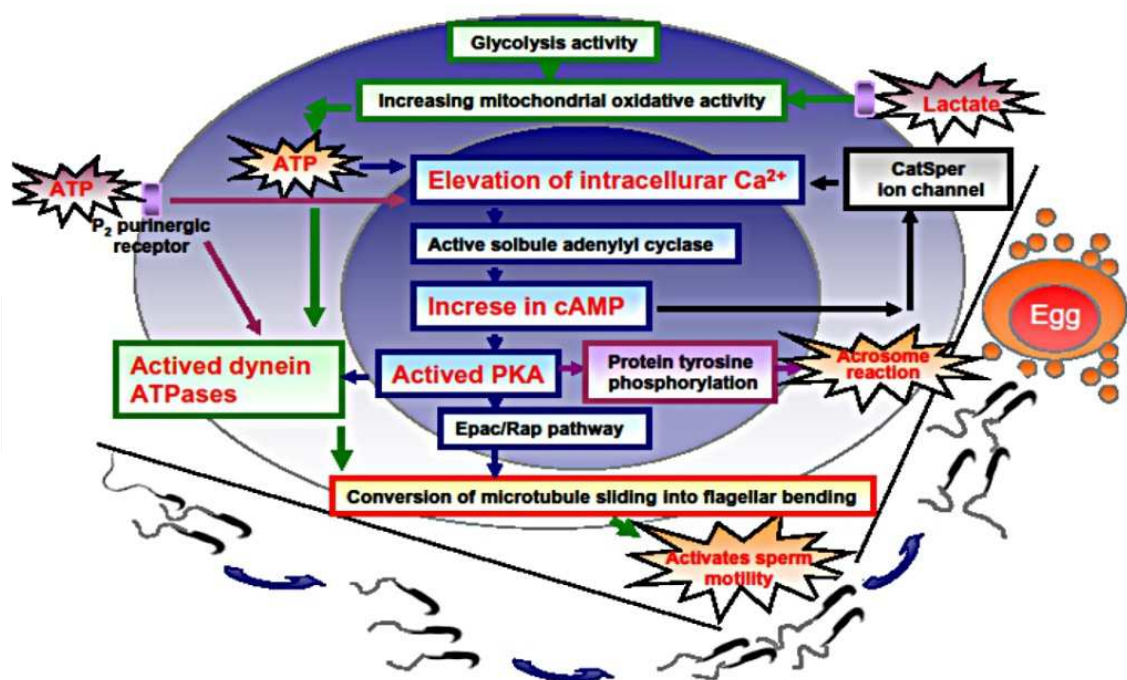 Glycolysis activity
Increasing mitochondrial oxidative activity
Lactate
ATP
ATP
P₂ purinergic
receptor
Elevation of intracellurar Ca²⁺
CatSper
ion channel
Active solbule adenylyl cyclase
Increse in cAMP
Egg
Actived dynein
ATPases
Actived PKA
Protein tyrosine
phosphorylation
Acrosome
reaction
Epac/Rap pathway
Conversion of microtubule sliding into flagellar bending
Activates sperm
motility